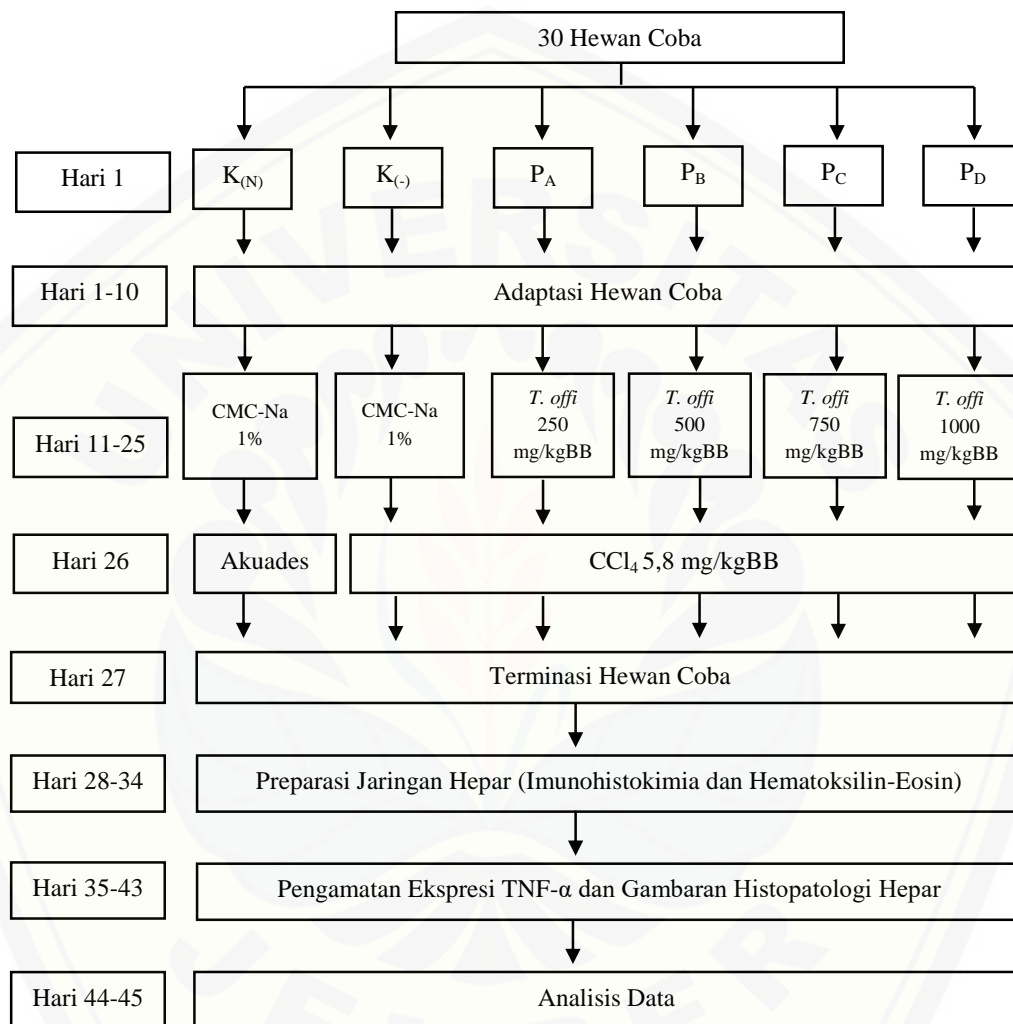 30 Hewan Coba
Hari 1
K(N)
K(-)
PA
PB
PC
PD
Hari 1-10
Adaptasi Hewan Coba
Hari 11-25
CMC-Na
1%
CMC-Na
1%
T. offi
250
mg/kgBB
T. offi
500
mg/kgBB
T. offi
750
mg/kgBB
T. offi
1000
mg/kgBB
Hari 26
Akuades
CCl4 5,8 mg/kgBB
Hari 27
Terminasi Hewan Coba
Hari 28-34
Preparasi Jaringan Hepar (Imunohistokimia dan Hematoksilin-Eosin)
Hari 35-43
Pengamatan Ekspresi TNF-α dan Gambaran Histopatologi Hepar
Hari 44-45
Analisis Data
UNIVERSITAS
JEMBER